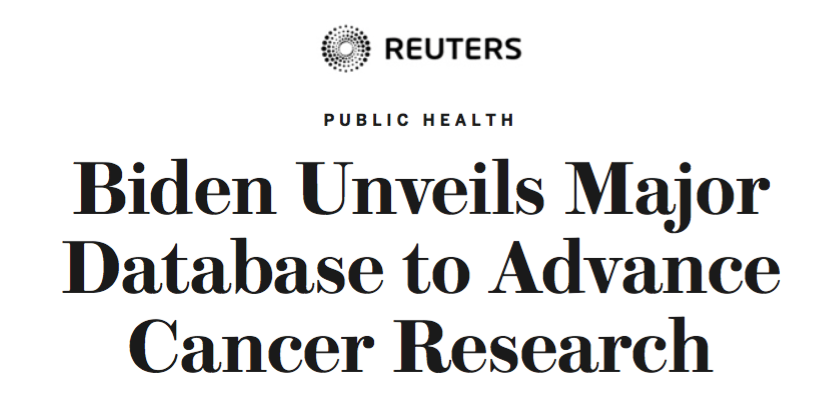 REUTERS
PUBLIC HEALTH
Biden Unveils Major
Database to Advance
Cancer Research